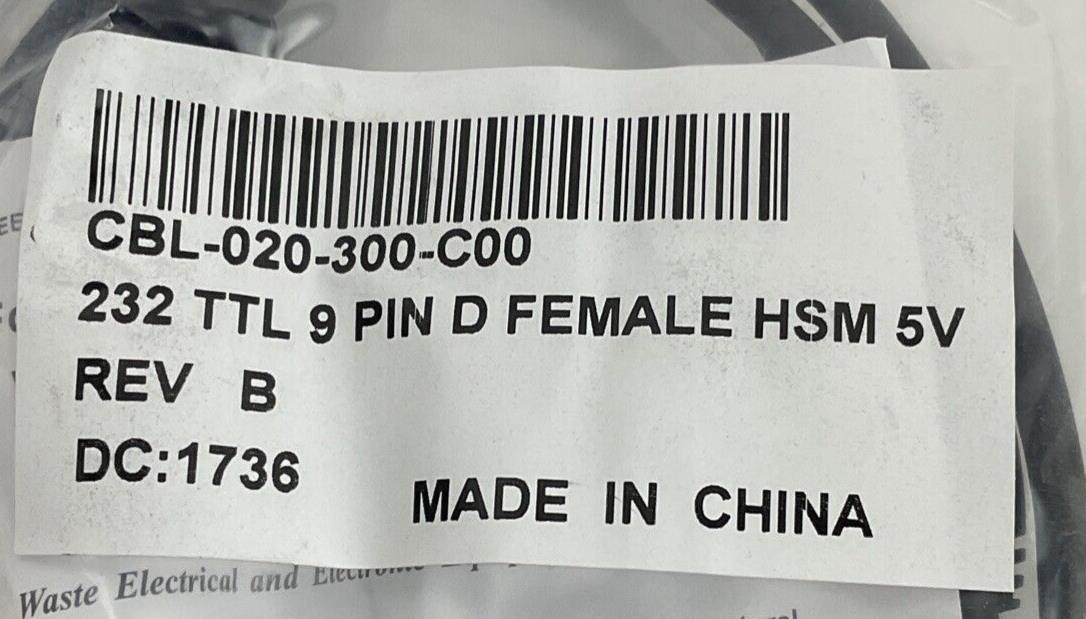 CBL-020-300-C00
232 TTL 9 PIN D FEMALE HSM 5V
REV B
DC:1736
MADE IN CHINA
Waste Electrical and